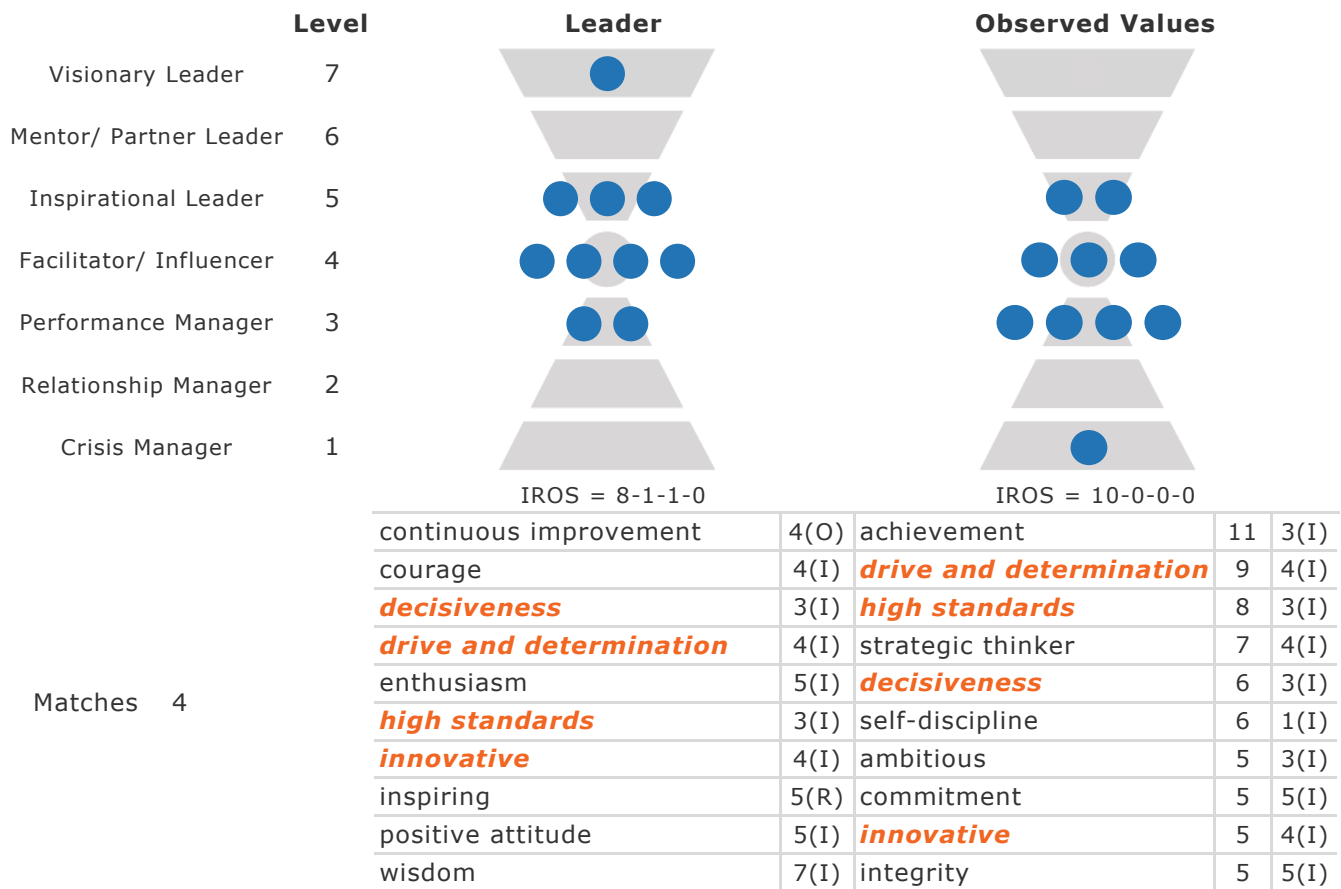 Level Leader Observed Values
Visionary Leader 7
Mentor/ Partner Leader 6
Inspirational Leader 5
Facilitator/ Influencer 4
Performance Manager 3
Relationship Manager 2
Crisis Manager 1
IROS = 8-1-1-0 IROS = 10-0-0-0
continuous improvement 4(O) achievement 11 3(I)
courage 4(I) drive and determination 9 4(I)
decisiveness 3(I) high standards 8 3(I)
drive and determination 4(I) strategic thinker 7 4(I)
enthusiasm 5(I) decisiveness 6 3(I)
Matches 4
high standards 3(I) self-discipline 6 1(I)
innovative 4(I) ambitious 5 3(I)
inspiring 5(R) commitment 5 5(I)
positive attitude 5(I) innovative 5 4(I)
wisdom 7(I) integrity 5 5(I)